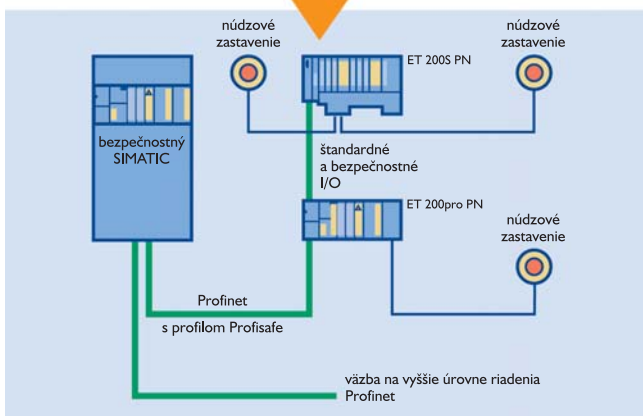 núdzové
zastavenie
ET 200S PN
núdzové
zastavenie
bezpečnostný
SIMATIC
štandardné
a bezpečnostné
I/O
ET 200pro PN
núdzové
zastavenie
Profinet
s profilom Profisafe
väzba na vyššie úrovne riadenia
Profinet